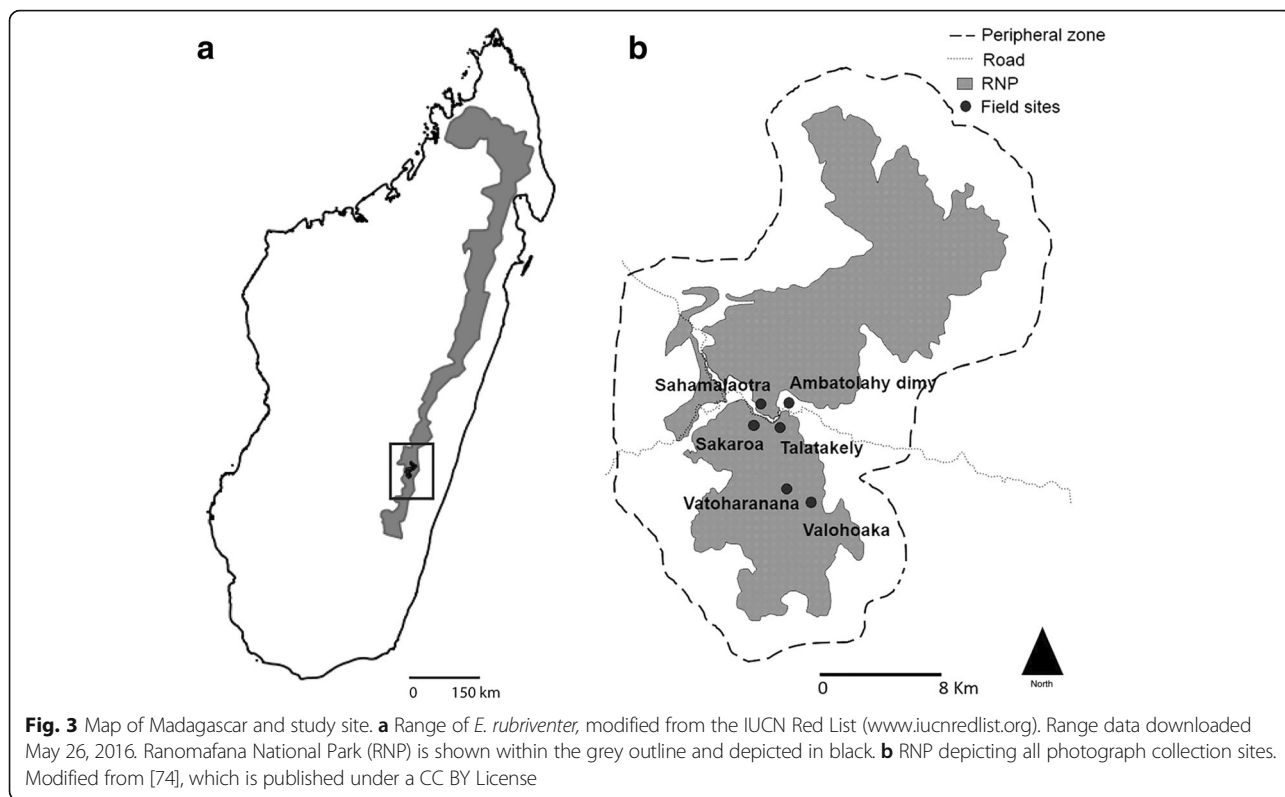 a
b
Peripheral zone
Road
RNP
Field sites
Sahamalaotra
Ambatolahy dimy
Sakaroa
Talatakely
Vatoharanana
Valohoaka
0 150 km
0 8 Km
North
Fig. 3 Map of Madagascar and study site. a Range of E. rubriventer, modified from the IUCN Red List (www.iucnredlist.org). Range data downloaded
May 26, 2016. Ranomafana National Park (RNP) is shown within the grey outline and depicted in black. b RNP depicting all photograph collection sites.
Modified from [74], which is published under a CC BY License